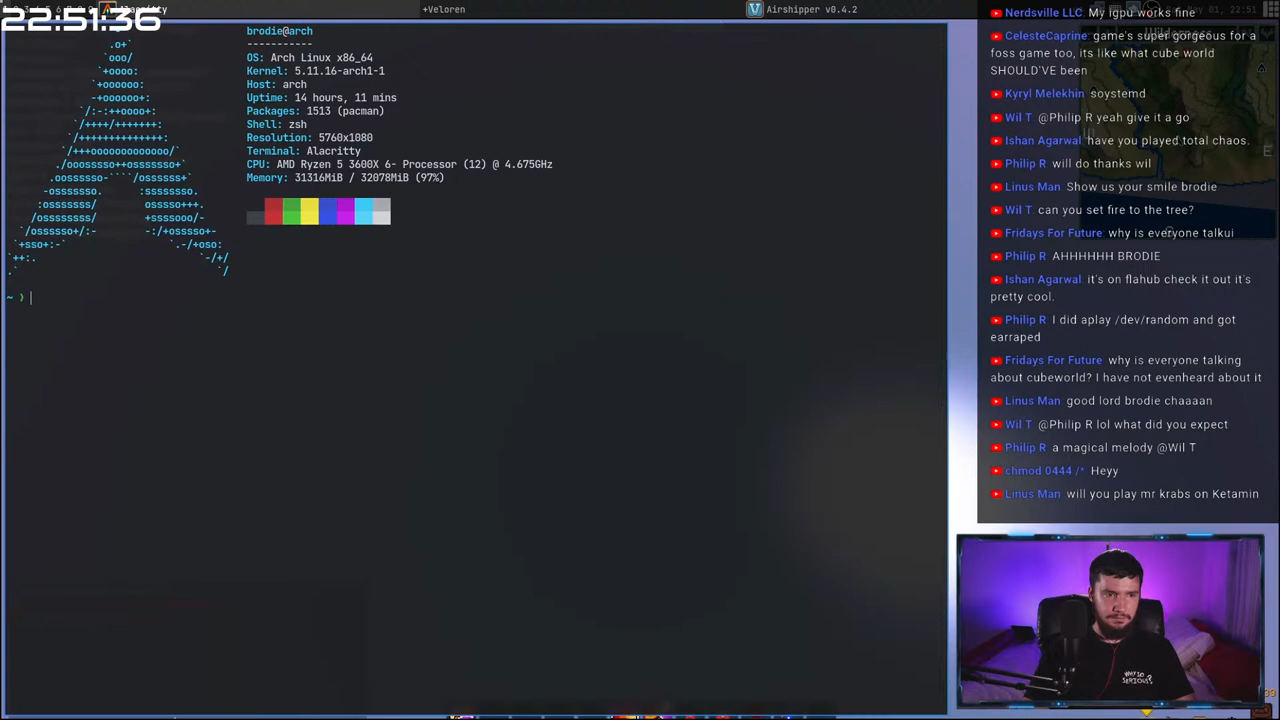 Alacritty
+Veloren
Airshipper v0.4.2
May 01, 22:51
22:51:36
brodie@arch
-----------
OS: Arch Linux x86_64
Kernel: 5.11.16-arch1-1
Host: arch
Uptime: 14 hours, 11 mins
Packages: 1513 (pacman)
Shell: zsh
Resolution: 5760x1080
Terminal: Alacritty
CPU: AMD Ryzen 5 3600X 6- Processor (12) @ 4.675GHz
Memory: 31316MiB / 32078MiB (97%)
~ ❯
Nerdsville LLC My igpu works fine
CelesteCaprine game's super gorgeous for a
foss game too, its like what cube world
SHOULD'VE been
Kyryl Melekhin soystemd
Wil T @Philip R yeah give it a go
Ishan Agarwal have you played total chaos.
Philip R will do thanks wil
Linus Man Show us your smile brodie
Wil T can you set fire to the tree?
Fridays For Future why is everyone talkui
Philip R AHHHHHH BRODIE
Ishan Agarwal it's on flahub check it out it's
pretty cool.
Philip R I did aplay /dev/random and got
earraped
Fridays For Future why is everyone talking
about cubeworld? I have not evenheard about it
Linus Man good lord brodie chaaaan
Wil T @Philip R lol what did you expect
Philip R a magical melody @Wil T
chmod 0444 /* Heyy
Linus Man will you play mr krabs on Ketamin
WHY SO
SERIOUS?